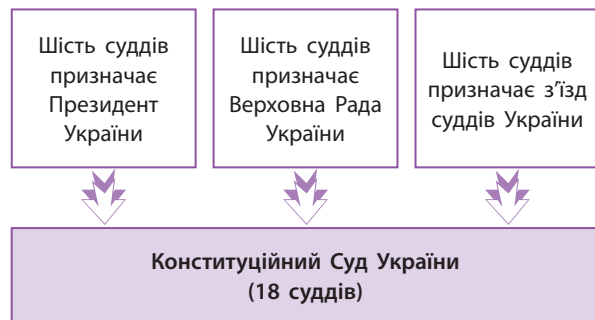 Шість суддів
призначає
Президент
України
Шість суддів
призначає
Верховна Рада
України
Шість суддів
призначає з’їзд
суддів України
Конституційний Суд України
(18 суддів)